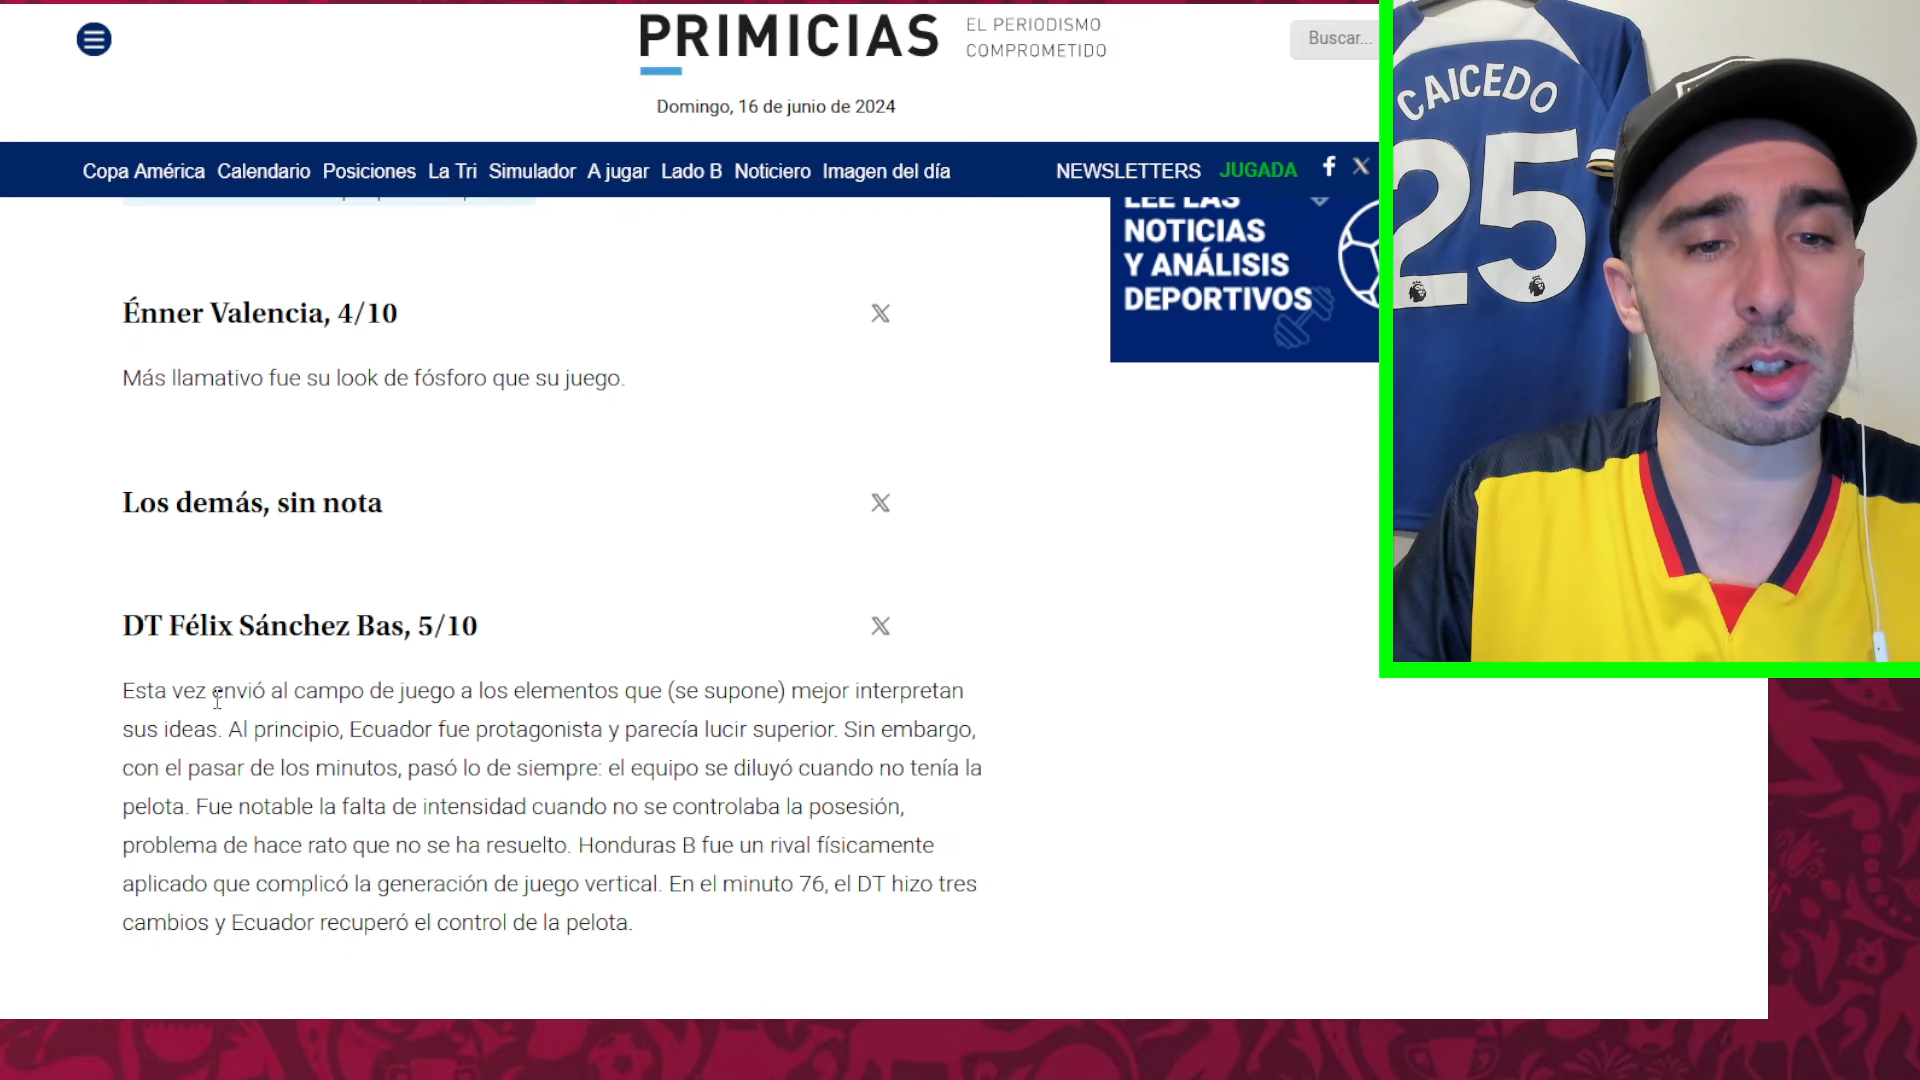 PRIMICIAS
EL PERIODISMO
COMPROMETIDO
Buscar...
Domingo, 16 de junio de 2024
Copa América Calendario Posiciones La Tri Simulador A jugar Lado B Noticiero Imagen del día NEWSLETTERS JUGADA
LEE LAS
NOTICIAS
Y ANÁLISIS
DEPORTIVOS
Énner Valencia, 4/10
Más llamativo fue su look de fósforo que su juego.
Los demás, sin nota
DT Félix Sánchez Bas, 5/10
Esta vez envió al campo de juego a los elementos que (se supone) mejor interpretan
sus ideas. Al principio, Ecuador fue protagonista y parecía lucir superior. Sin embargo,
con el pasar de los minutos, pasó lo de siempre: el equipo se diluyó cuando no tenía la
pelota. Fue notable la falta de intensidad cuando no se controlaba la posesión,
problema de hace rato que no se ha resuelto. Honduras B fue un rival físicamente
aplicado que complicó la generación de juego vertical. En el minuto 76, el DT hizo tres
cambios y Ecuador recuperó el control de la pelota.
CAICEDO
25